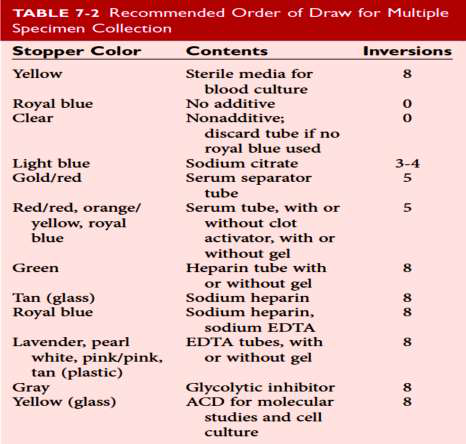 TABLE 7-2 Recommended Order of Draw for Multiple
Specimen Collection
Stopper Color Contents Inversions
Yellow Sterile media for 8
blood culture
Royal blue No additive 0
Clear Nonadditive; 0
discard tube if no
royal blue used
Light blue Sodium citrate 3-4
Gold/red Serum separator 5
tube
Red/red, orange/ Serum tube, with or 5
yellow, royal without clot
blue activator, with or
without gel
Green Heparin tube with 8
or without gel
Tan (glass) Sodium heparin 8
Royal blue Sodium heparin, 8
sodium EDTA
Lavender, pearl EDTA tubes, with 8
white, pink/pink, or without gel
tan (plastic)
Gray Glycolytic inhibitor 8
Yellow (glass) ACD for molecular 8
studies and cell
culture